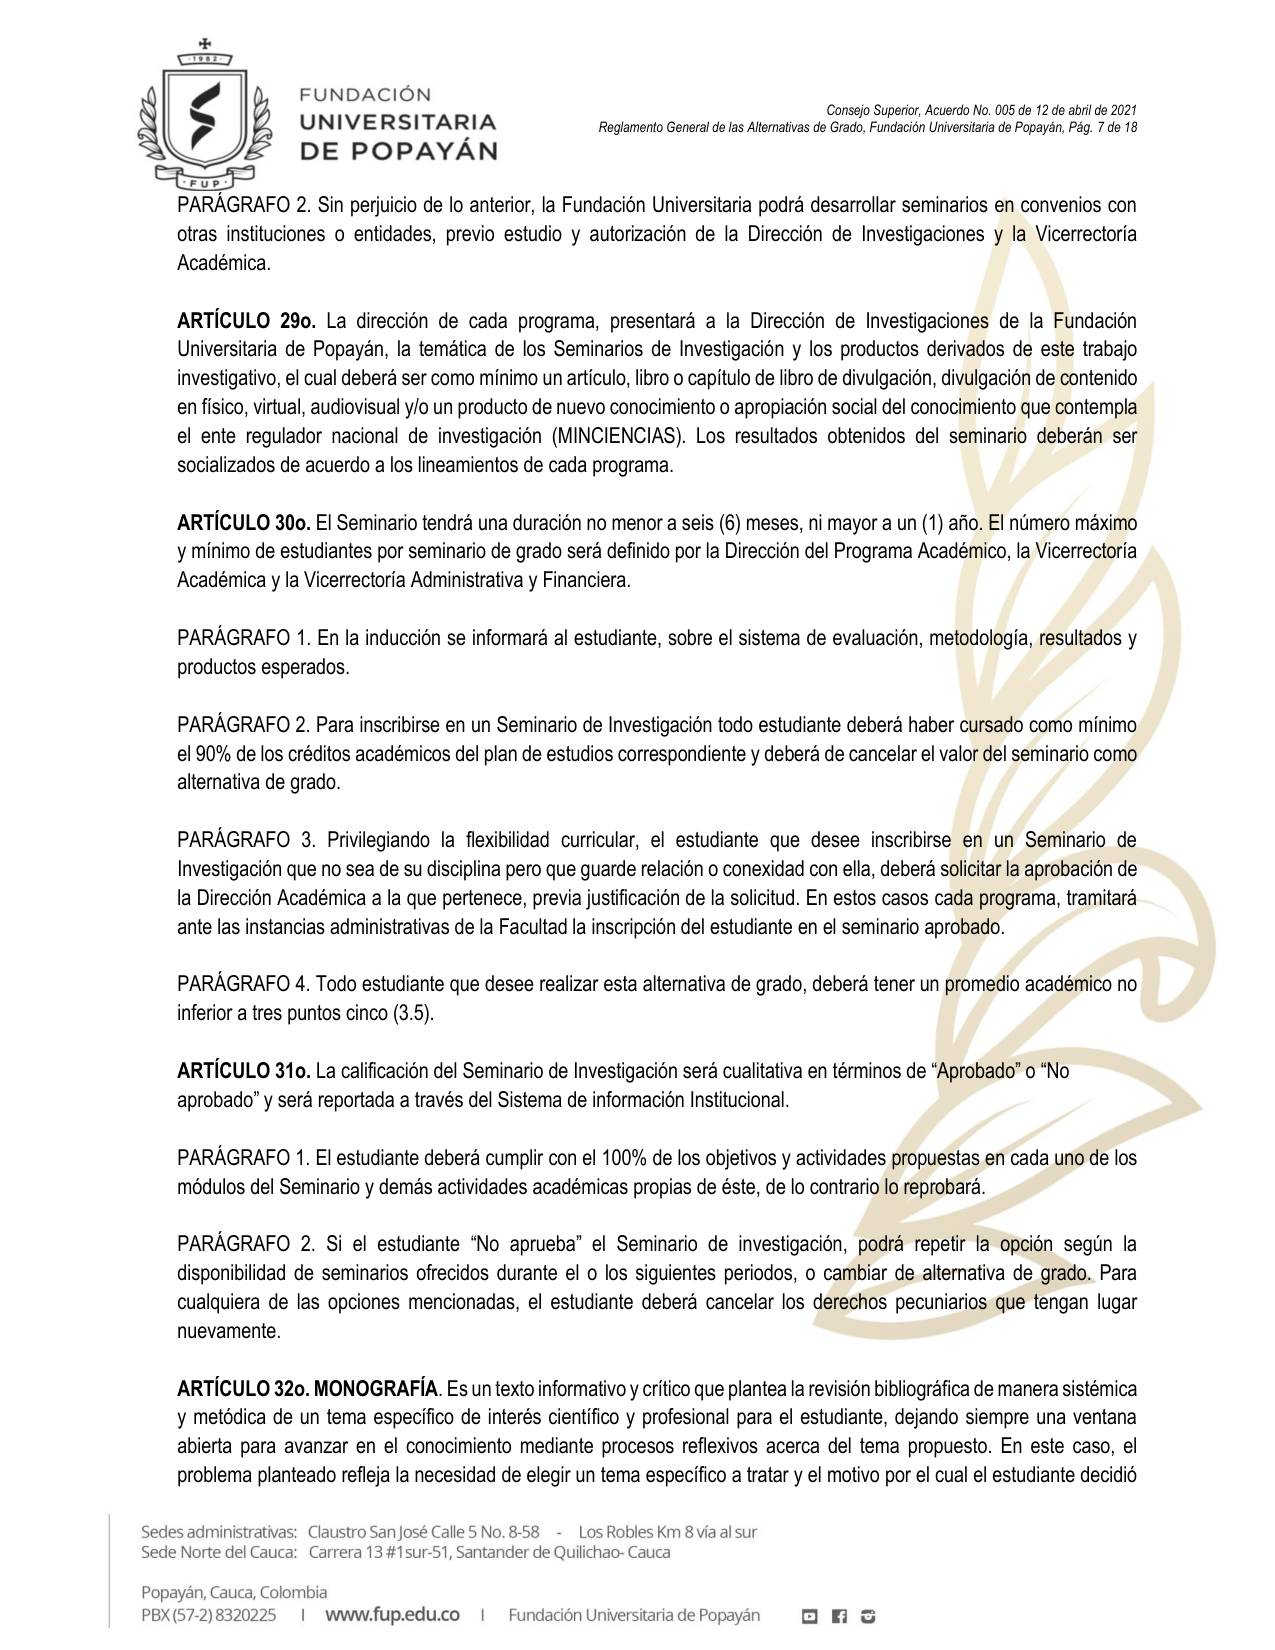 1982
FUNDACIÓN
UNIVERSITARIA
DE POPAYÁN
FUP
Consejo Superior, Acuerdo No. 005 de 12 de abril de 2021
Reglamento General de las Alternativas de Grado, Fundación Universitaria de Popayán, Pág. 7 de 18
PARÁGRAFO 2. Sin perjuicio de lo anterior, la Fundación Universitaria podrá desarrollar seminarios en convenios con
otras instituciones o entidades, previo estudio y autorización de la Dirección de Investigaciones y la Vicerrectoría
Académica.
ARTÍCULO 29o. La dirección de cada programa, presentará a la Dirección de Investigaciones de la Fundación
Universitaria de Popayán, la temática de los Seminarios de Investigación y los productos derivados de este trabajo
investigativo, el cual deberá ser como mínimo un artículo, libro o capítulo de libro de divulgación, divulgación de contenido
en físico, virtual, audiovisual y/o un producto de nuevo conocimiento o apropiación social del conocimiento que contempla
el ente regulador nacional de investigación (MINCIENCIAS). Los resultados obtenidos del seminario deberán ser
socializados de acuerdo a los lineamientos de cada programa.
ARTÍCULO 30o. El Seminario tendrá una duración no menor a seis (6) meses, ni mayor a un (1) año. El número máximo
y mínimo de estudiantes por seminario de grado será definido por la Dirección del Programa Académico, la Vicerrectoría
Académica y la Vicerrectoría Administrativa y Financiera.
PARÁGRAFO 1. En la inducción se informará al estudiante, sobre el sistema de evaluación, metodología, resultados y
productos esperados.
PARÁGRAFO 2. Para inscribirse en un Seminario de Investigación todo estudiante deberá haber cursado como mínimo
el 90% de los créditos académicos del plan de estudios correspondiente y deberá de cancelar el valor del seminario como
alternativa de grado.
PARÁGRAFO 3. Privilegiando la flexibilidad curricular, el estudiante que desee inscribirse en un Seminario de
Investigación que no sea de su disciplina pero que guarde relación o conexidad con ella, deberá solicitar la aprobación de
la Dirección Académica a la que pertenece, previa justificación de la solicitud. En estos casos cada programa, tramitará
ante las instancias administrativas de la Facultad la inscripción del estudiante en el seminario aprobado.
PARÁGRAFO 4. Todo estudiante que desee realizar esta alternativa de grado, deberá tener un promedio académico no
inferior a tres puntos cinco (3.5).
ARTÍCULO 31o. La calificación del Seminario de Investigación será cualitativa en términos de “Aprobado” o “No
aprobado” y será reportada a través del Sistema de información Institucional.
PARÁGRAFO 1. El estudiante deberá cumplir con el 100% de los objetivos y actividades propuestas en cada uno de los
módulos del Seminario y demás actividades académicas propias de éste, de lo contrario lo reprobará.
PARÁGRAFO 2. Si el estudiante “No aprueba” el Seminario de investigación, podrá repetir la opción según la
disponibilidad de seminarios ofrecidos durante el o los siguientes periodos, o cambiar de alternativa de grado. Para
cualquiera de las opciones mencionadas, el estudiante deberá cancelar los derechos pecuniarios que tengan lugar
nuevamente.
ARTÍCULO 32o. MONOGRAFÍA. Es un texto informativo y crítico que plantea la revisión bibliográfica de manera sistémica
y metódica de un tema específico de interés científico y profesional para el estudiante, dejando siempre una ventana
abierta para avanzar en el conocimiento mediante procesos reflexivos acerca del tema propuesto. En este caso, el
problema planteado refleja la necesidad de elegir un tema específico a tratar y el motivo por el cual el estudiante decidió
Sedes administrativas: Claustro San José Calle 5 No. 8-58 - Los Robles Km 8 vía al sur
Sede Norte del Cauca: Carrera 13 #1sur-51, Santander de Quilichao- Cauca
Popayán, Cauca, Colombia
PBX (57-2) 8320225 I www.fup.edu.co I Fundación Universitaria de Popayán